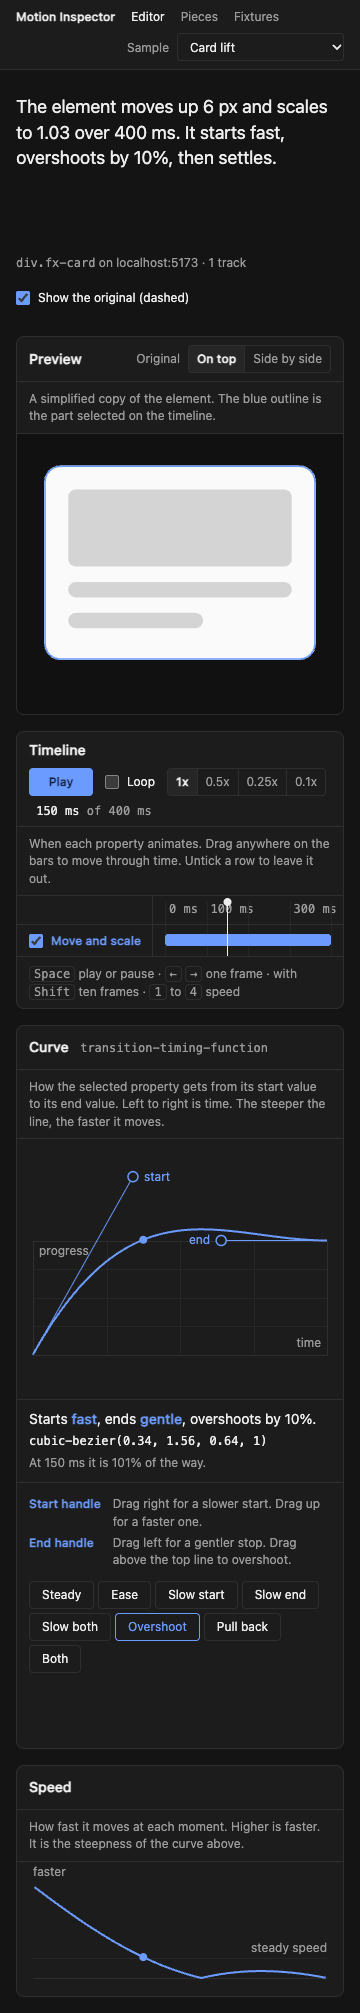 Motion Inspector Editor Pieces Fixtures
Sample Card lift
The element moves up 6 px and scales
to 1.03 over 400 ms. It starts fast,
overshoots by 10%, then settles.
div.fx-card on localhost:5173 · 1 track
Show the original (dashed)
Preview Original On top Side by side
A simplified copy of the element. The blue outline is
the part selected on the timeline.
Timeline
Play Loop 1x 0.5x 0.25x 0.1x
150 ms of 400 ms
When each property animates. Drag anywhere on the
bars to move through time. Untick a row to leave it
out.
0 ms 100 ms 300 ms
Move and scale
Space play or pause · ← → one frame · with
Shift ten frames · 1 to 4 speed
Curve transition-timing-function
How the selected property gets from its start value
to its end value. Left to right is time. The steeper the
line, the faster it moves.
start
end
progress
time
Starts fast, ends gentle, overshoots by 10%.
cubic-bezier(0.34, 1.56, 0.64, 1)
At 150 ms it is 101% of the way.
Start handle Drag right for a slower start. Drag up
for a faster one.
End handle Drag left for a gentler stop. Drag
above the top line to overshoot.
Steady Ease Slow start Slow end
Slow both Overshoot Pull back
Both
Speed
How fast it moves at each moment. Higher is faster.
It is the steepness of the curve above.
faster
steady speed